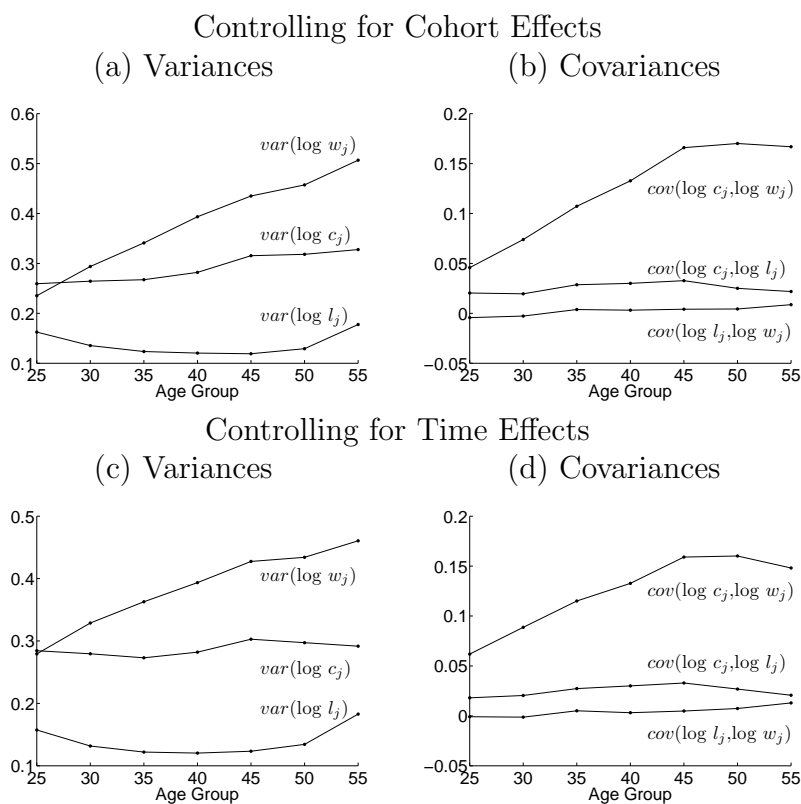 Controlling for Cohort Effects
(a) Variances
(b) Covariances
0.6
0.5
0.4
0.3
0.2
0.1
25 30 35 40 45 50 55
Age Group
var(log w_j)
var(log c_j)
var(log l_j)
0.2
0.15
0.1
0.05
0
−0.05
25 30 35 40 45 50 55
Age Group
cov(log c_j,log w_j)
cov(log c_j,log l_j)
cov(log l_j,log w_j)
Controlling for Time Effects
(c) Variances
(d) Covariances
0.5
0.4
0.3
0.2
0.1
25 30 35 40 45 50 55
Age Group
var(log w_j)
var(log c_j)
var(log l_j)
0.2
0.15
0.1
0.05
0
−0.05
25 30 35 40 45 50 55
Age Group
cov(log c_j,log w_j)
cov(log c_j,log l_j)
cov(log l_j,log w_j)